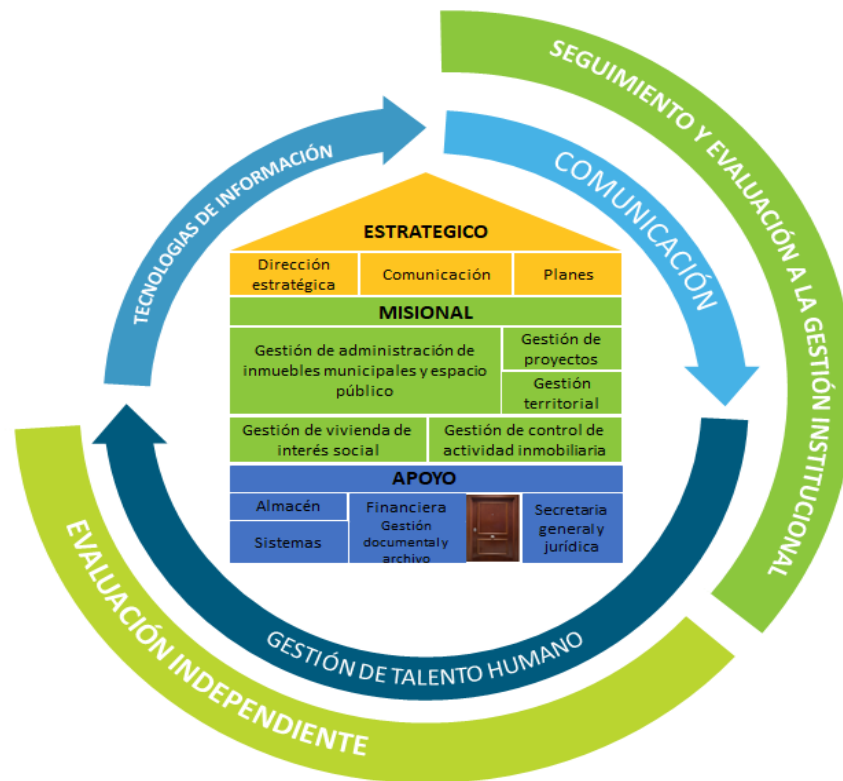 SEGUIMIENTO Y EVALUACIÓN A LA GESTIÓN INSTITUCIONAL
COMUNICACIÓN
TECNOLOGIAS DE INFORMACIÓN
ESTRATEGICO
Dirección
estratégica
Comunicación
Planes
MISIONAL
Gestión de administración de
inmuebles municipales y espacio
público
Gestión de
proyectos
Gestión
territorial
Gestión de vivienda de
interés social
Gestión de control de
actividad inmobiliaria
APOYO
Almacén
Sistemas
Financiera
Gestión
documental y
archivo
Secretaria
general y
jurídica
GESTIÓN DE TALENTO HUMANO
EVALUACIÓN INDEPENDIENTE